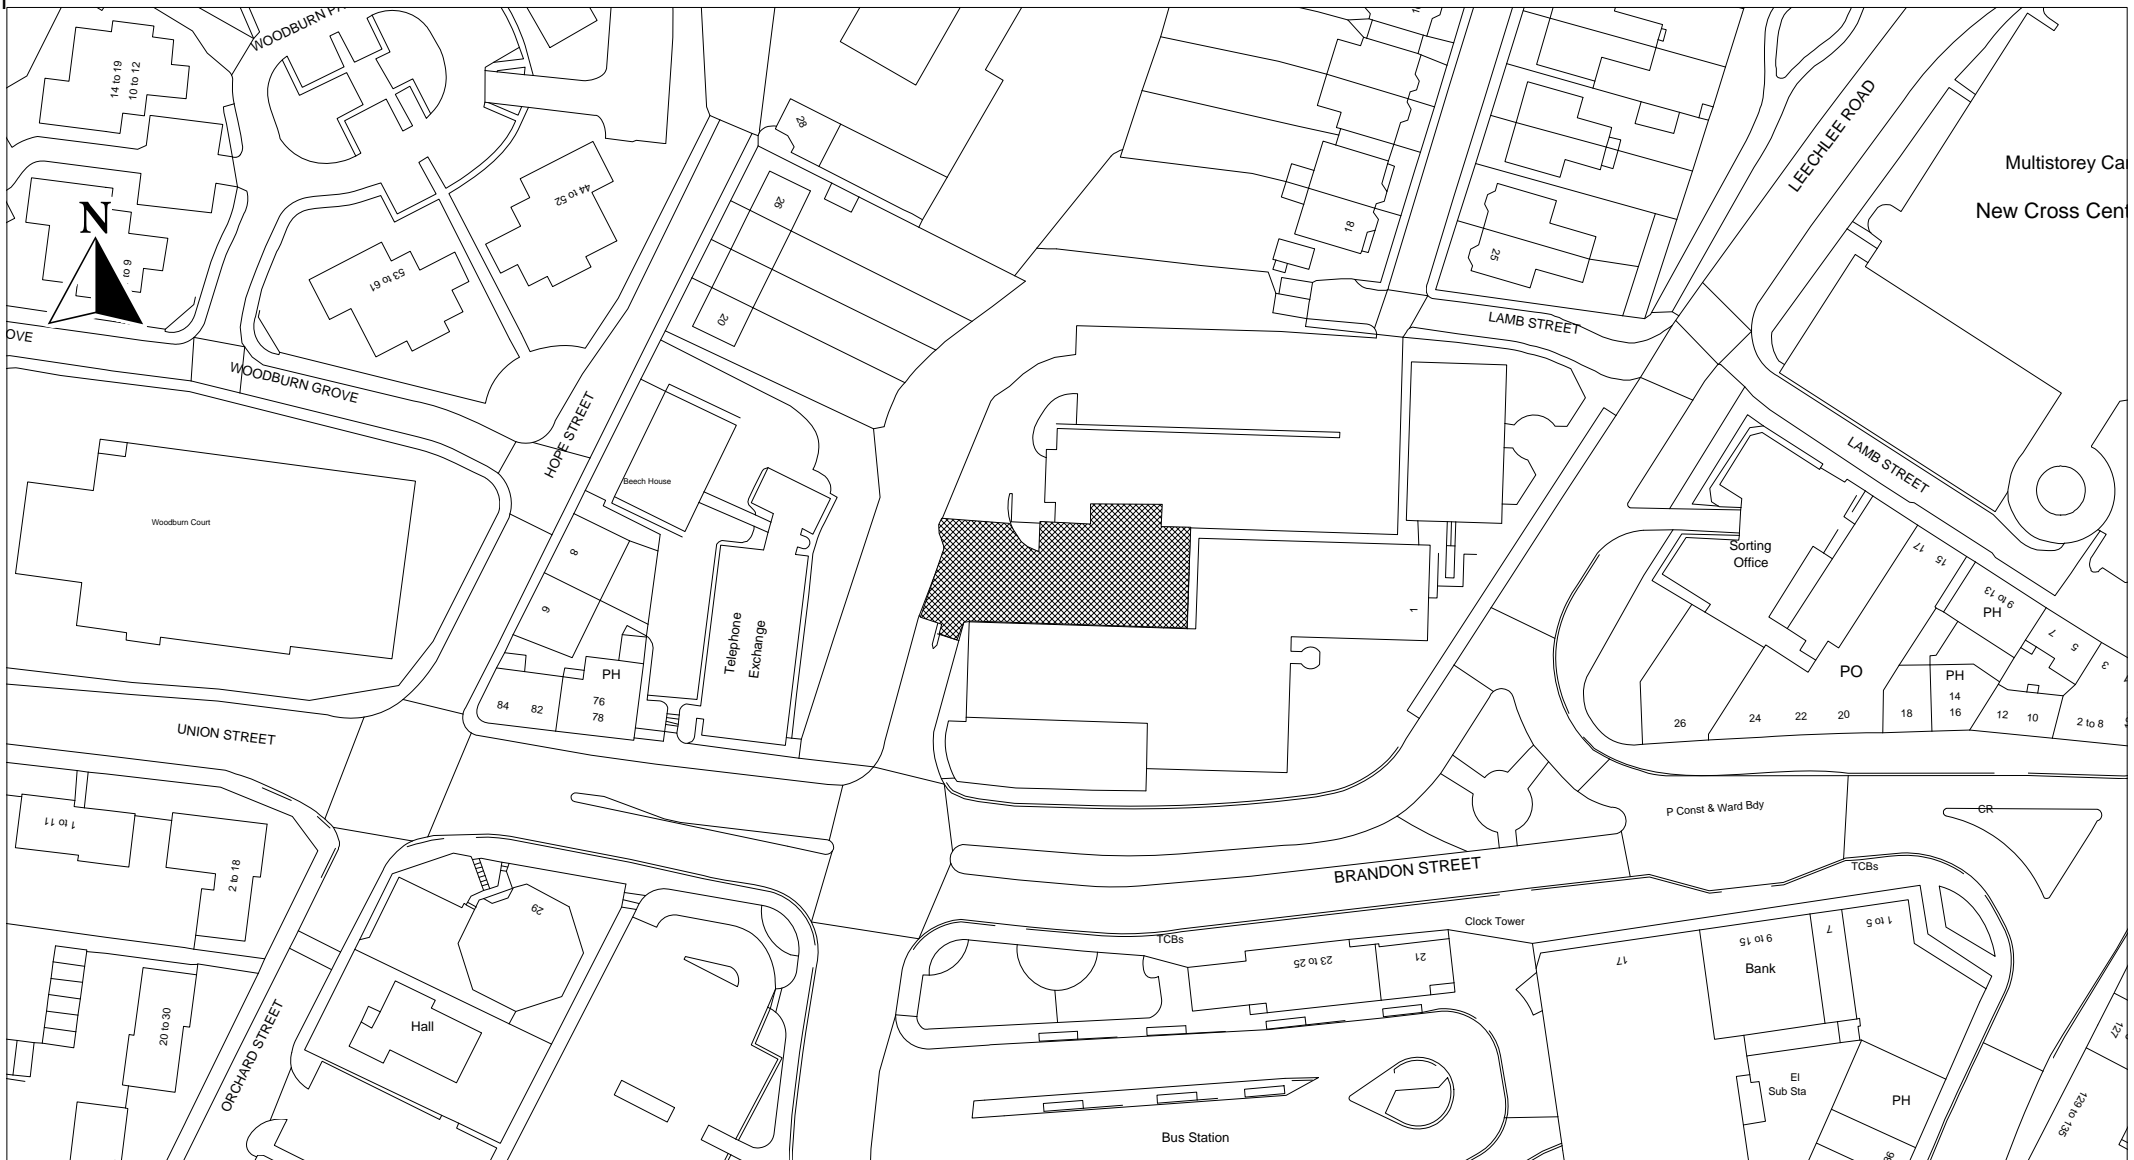 WOODBURN PA
14 to 19
10 to 12
N
to 9
OVE
WOODBURN GROVE
53 to 61
44 to 52
28
26
20
HOPE STREET
Beech House
Woodburn Court
8
6
PH
76
78
84
82
Telephone
Exchange
18
25
LAMB STREET
LEECHLEE ROAD
Multistorey Ca
New Cross Cent
LAMB STREET
Sorting
Office
17
15
9 to 13
PH
7
5
3
PO
PH
14
16
26
24
22
20
18
12
10
2 to 8
1
UNION STREET
1 to 11
2 to 18
20 to 30
ORCHARD STREET
29
Hall
P Const & Ward Bdy
CR
BRANDON STREET
TCBs
TCBs
Clock Tower
23 to 25
21
17
9 to 15
Bank
7
1 to 5
El
Sub Sta
PH
127
129 to 135
Bus Station